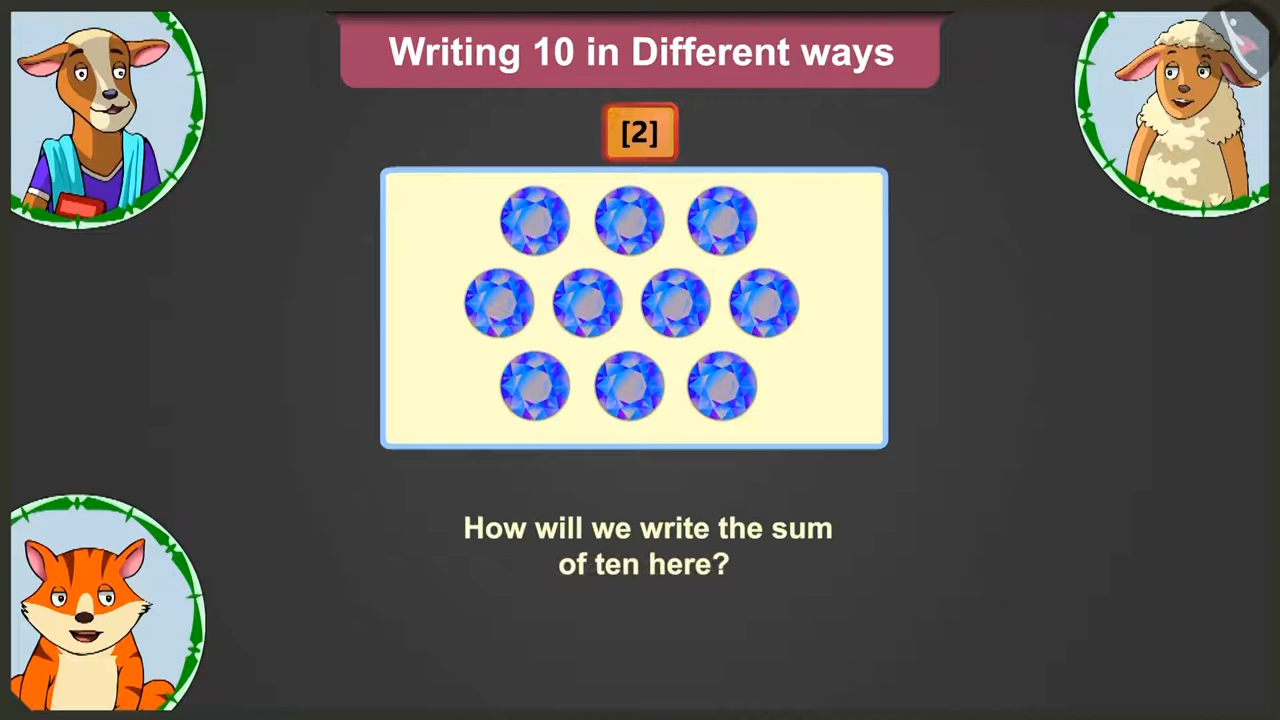 Writing 10 in Different ways
[2]
How will we write the sum
of ten here?